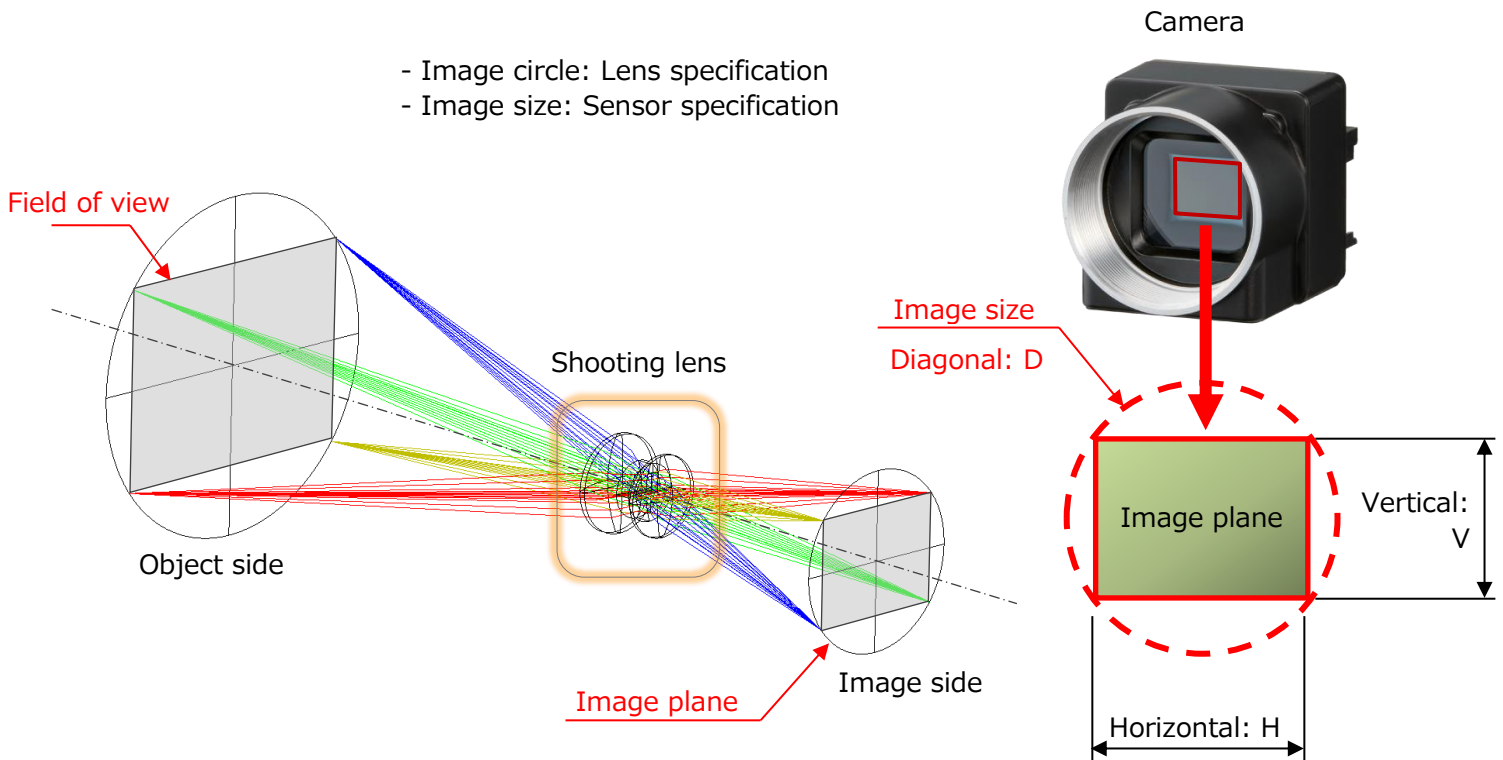 Camera
- Image circle: Lens specification
- Image size: Sensor specification
Field of view
Image size
Diagonal: D
Shooting lens
Image plane
Vertical:
V
Object side
Image side
Image plane
Horizontal: H